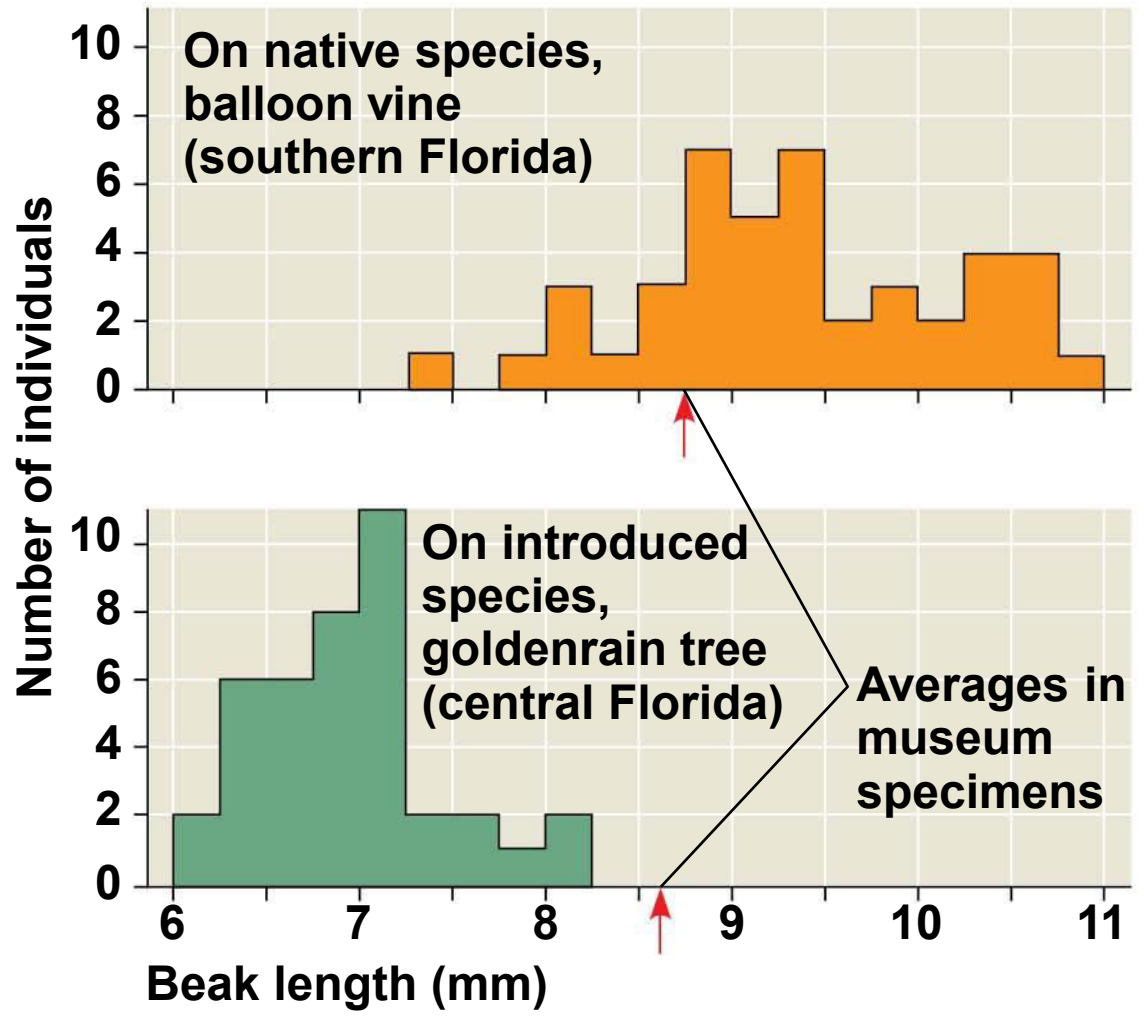 Number of individuals
10
8
6
4
2
0
On native species,
balloon vine
(southern Florida)
10
8
6
4
2
0
On introduced
species,
goldenrain tree
(central Florida)
Averages in
museum
specimens
6 7 8 9 10 11
Beak length (mm)